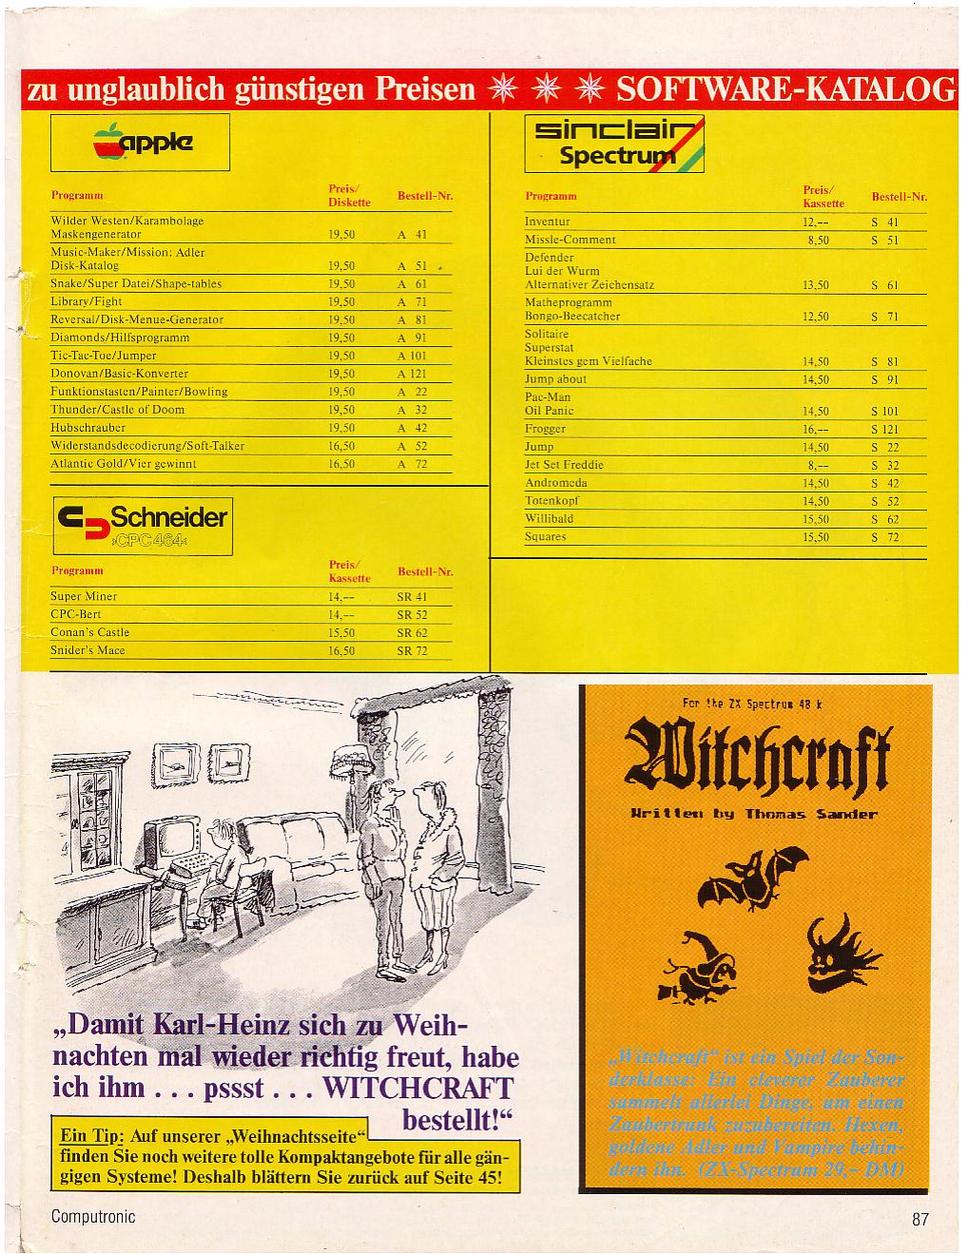 zu unglaublich günstigen Preisen * * * SOFTWARE-KATALOG
apple
Programm Preis/ Diskette Bestell-Nr.
Wilder Westen/Karambolage
Maskengenerator 19,50 A 41
Music-Maker/Mission: Adler
Disk-Katalog 19,50 A 51
Snake/Super Datei/Shape-tables 19,50 A 61
Library/Fight 19,50 A 71
Reversal/Disk-Menue-Generator 19,50 A 81
Diamonds/Hilfsprogramm 19,50 A 91
Tic-Tac-Toe/Jumper 19,50 A 101
Donovan/Basic-Konverter 19,50 A 121
Funktionstasten/Painter/Bowling 19,50 A 22
Thunder/Castle of Doom 19,50 A 32
Hubschrauber 19,50 A 42
Widerstandsdecodierung/Soft-Talker 16,50 A 52
Atlantic Gold/Vier gewinnt 16,50 A 72
Schneider
»CPC 464«
Programm Preis/ Kassette Bestell-Nr.
Super Miner 14,-- SR 41
CPC-Bert 14,-- SR 52
Conan's Castle 15,50 SR 62
Snider's Mace 16,50 SR 72
sinclair
Spectrum
Programm Preis/ Kassette Bestell-Nr.
Inventur 12,-- S 41
Missle-Comment 8,50 S 51
Defender
Lui der Wurm
Alternativer Zeichensatz 13,50 S 61
Matheprogramm
Bongo-Beecatcher 12,50 S 71
Solitaire
Superstat
Kleinstes gem Vielfache 14,50 S 81
Jump about 14,50 S 91
Pac-Man
Oil Panic 14,50 S 101
Frogger 16,-- S 121
Jump 14,50 S 22
Jet Set Freddie 8,-- S 32
Andromeda 14,50 S 42
Totenkopf 14,50 S 52
Willibald 15,50 S 62
Squares 15,50 S 72
„Damit Karl-Heinz sich zu Weih-
nachten mal wieder richtig freut, habe
ich ihm . . . pssst . . . WITCHCRAFT
bestellt!“
Ein Tip: Auf unserer „Weihnachtsseite“
finden Sie noch weitere tolle Kompaktangebote für alle gän-
gigen Systeme! Deshalb blättern Sie zurück auf Seite 45!
For the ZX Spectrum 48 k
Witchcraft
Written by Thomas Sander
„Witchcraft“ ist ein Spiel der Son-
derklasse: Ein cleverer Zauberer
sammelt allerlei Dinge, um einen
Zaubertrunk zuzubereiten. Hexen,
goldene Adler und Vampire behin-
dern ihn. (ZX-Spectrum 29,- DM)
Computronic
87